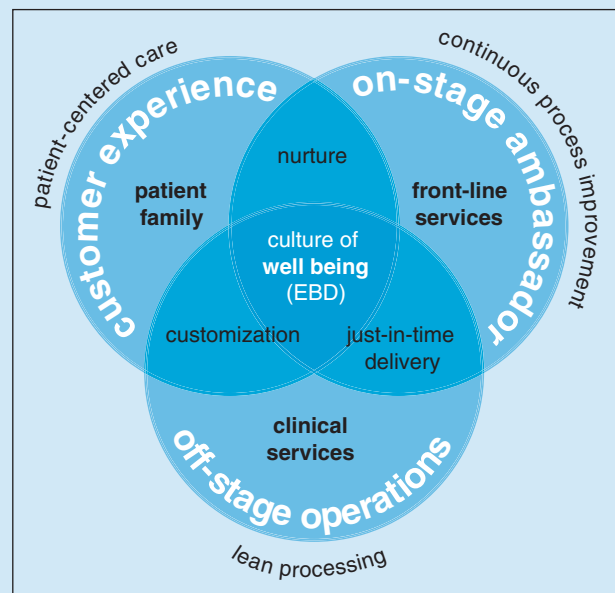 patient-centered care
continuous process improvement
customer experience
on-stage ambassador
nurture
patient
family
front-line
services
culture of
well being
(EBD)
customization
just-in-time
delivery
clinical
services
off-stage operations
lean processing